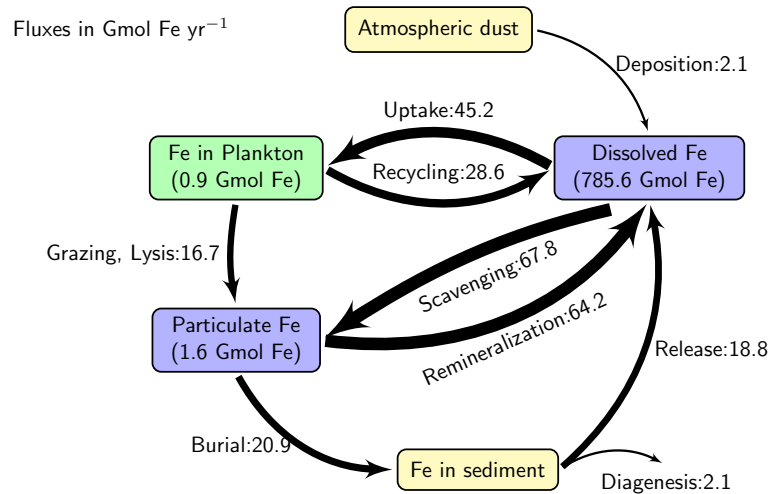 Fluxes in Gmol Fe yr⁻¹
Atmospheric dust
Deposition:2.1
Uptake:45.2
Fe in Plankton
(0.9 Gmol Fe)
Recycling:28.6
Dissolved Fe
(785.6 Gmol Fe)
Grazing, Lysis:16.7
Scavenging:67.8
Remineralization:64.2
Particulate Fe
(1.6 Gmol Fe)
Release:18.8
Burial:20.9
Fe in sediment
Diagenesis:2.1